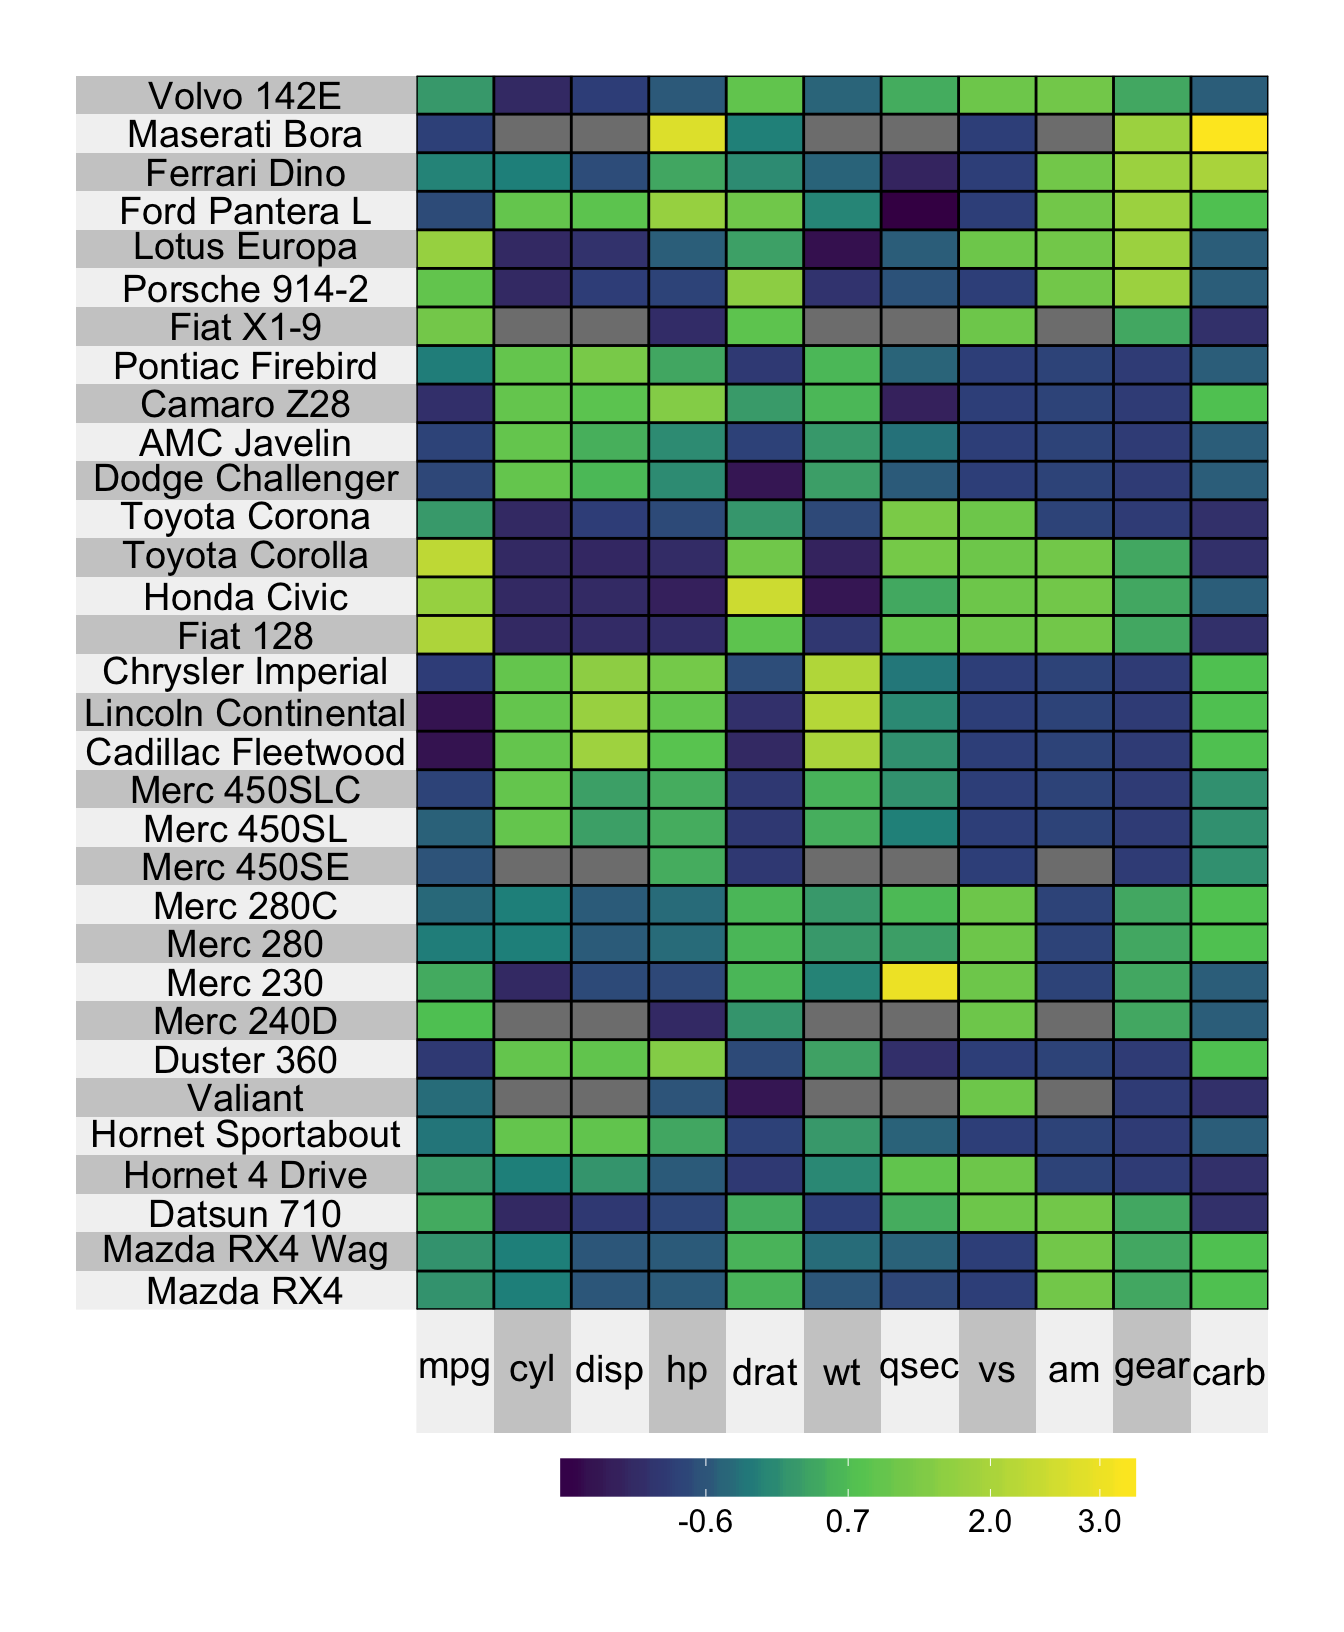 Volvo 142E
Maserati Bora
Ferrari Dino
Ford Pantera L
Lotus Europa
Porsche 914-2
Fiat X1-9
Pontiac Firebird
Camaro Z28
AMC Javelin
Dodge Challenger
Toyota Corona
Toyota Corolla
Honda Civic
Fiat 128
Chrysler Imperial
Lincoln Continental
Cadillac Fleetwood
Merc 450SLC
Merc 450SL
Merc 450SE
Merc 280C
Merc 280
Merc 230
Merc 240D
Duster 360
Valiant
Hornet Sportabout
Hornet 4 Drive
Datsun 710
Mazda RX4 Wag
Mazda RX4
mpg cyl disp hp drat wt qsec vs am gear carb
-0.6 0.7 2.0 3.0